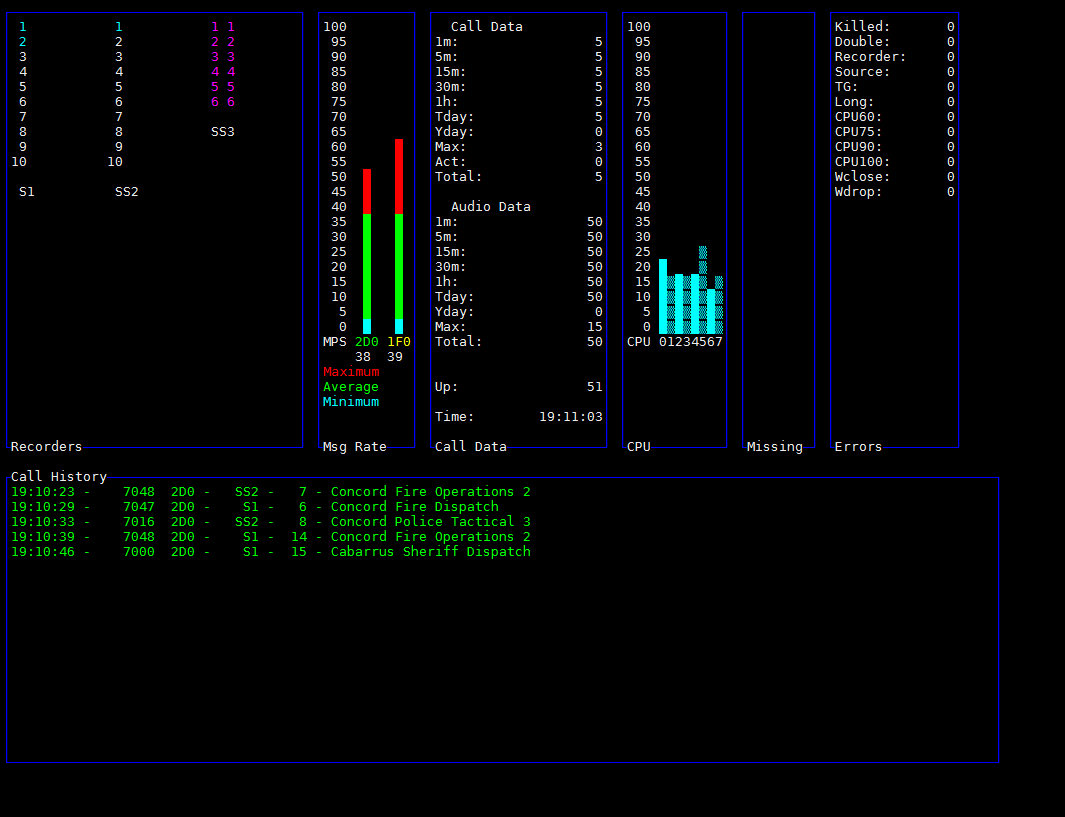 1 1 1 1
2 2 2 2
3 3 3 3
4 4 4 4
5 5 5 5
6 6 6 6
7 7
8 8 SS3
9 9
10 10
S1 SS2
Recorders
100
95
90
85
80
75
70
65
60
55
50
45
40
35
30
25
20
15
10
5
0
MPS 2D0 1F0
38 39
Maximum
Average
Minimum
Msg Rate
Call Data
1m: 5
5m: 5
15m: 5
30m: 5
1h: 5
Tday: 5
Yday: 0
Max: 3
Act: 0
Total: 5
Audio Data
1m: 50
5m: 50
15m: 50
30m: 50
1h: 50
Tday: 50
Yday: 0
Max: 15
Total: 50
Up: 51
Time: 19:11:03
Call Data
100
95
90
85
80
75
70
65
60
55
50
45
40
35
30
25
20
15
10
5
0
CPU 01234567
CPU
Missing
Killed: 0
Double: 0
Recorder: 0
Source: 0
TG: 0
Long: 0
CPU60: 0
CPU75: 0
CPU90: 0
CPU100: 0
Wclose: 0
Wdrop: 0
Errors
Call History
19:10:23 - 7048 2D0 - SS2 - 7 - Concord Fire Operations 2
19:10:29 - 7047 2D0 - S1 - 6 - Concord Fire Dispatch
19:10:33 - 7016 2D0 - SS2 - 8 - Concord Police Tactical 3
19:10:39 - 7048 2D0 - S1 - 14 - Concord Fire Operations 2
19:10:46 - 7000 2D0 - S1 - 15 - Cabarrus Sheriff Dispatch